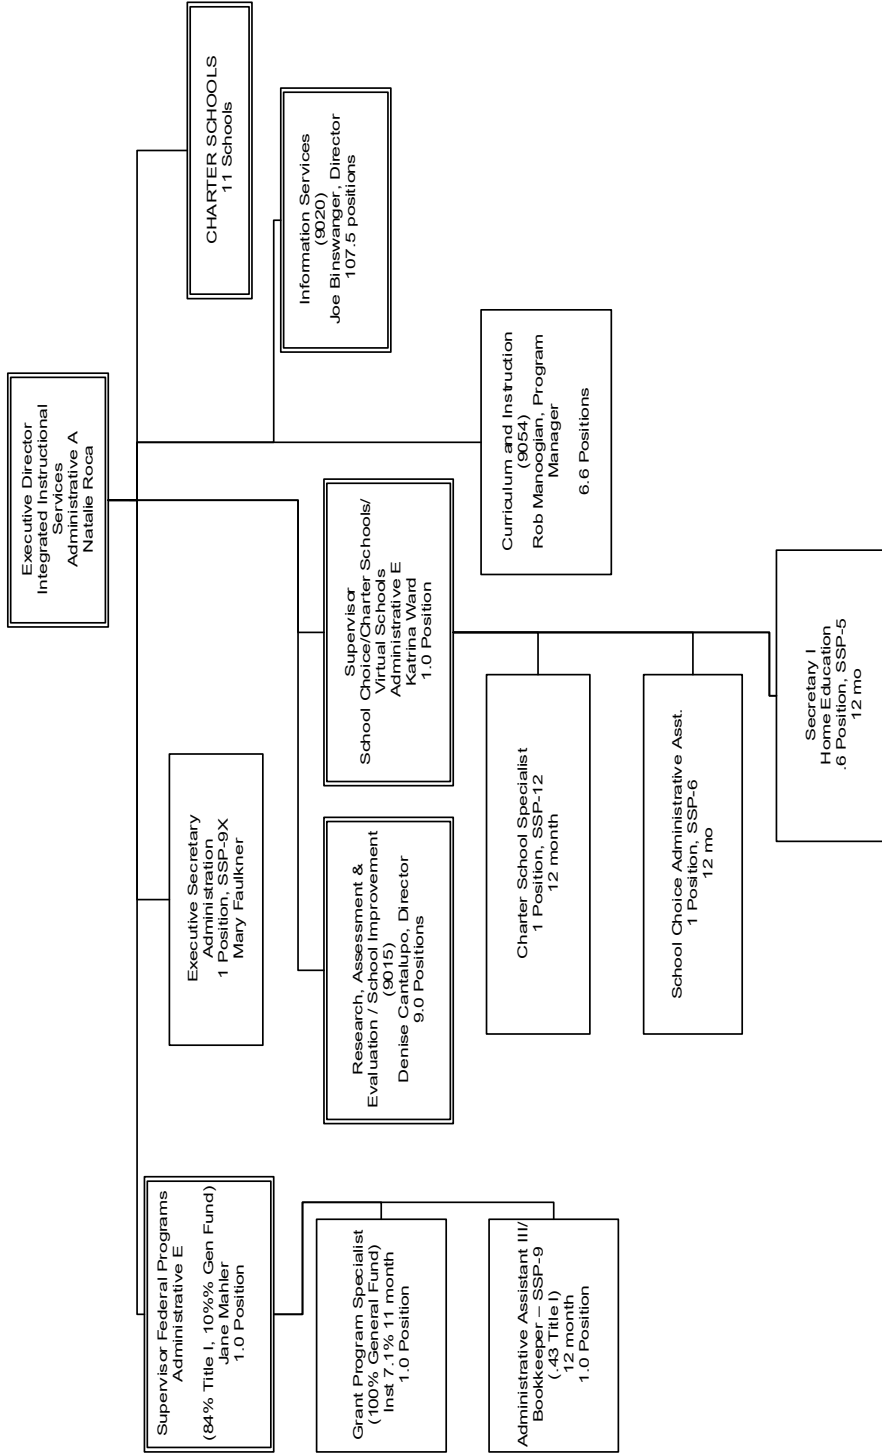 Executive Director
Integrated Instructional
Services
Administrative A
Natalie Roca
Supervisor Federal Programs
Administrative E
(84% Title I, 10%% Gen Fund)
Jane Mahler
1.0 Position
Executive Secretary
Administration
1 Position, SSP-9X
Mary Faulkner
CHARTER SCHOOLS
11 Schools
Information Services
(9020)
Joe Binswanger, Director
107.5 positions
Grant Program Specialist
(100% General Fund)
Inst 7.1% 11 month
1.0 Position
Research, Assessment &
Evaluation / School Improvement
(9015)
Denise Cantalupo, Director
9.0 Positions
Supervisor
School Choice/Charter Schools/
Virtual Schools
Administrative E
Katrina Ward
1.0 Position
Administrative Assistant III/
Bookkeeper – SSP-9
(.43 Title I)
12 month
1.0 Position
Charter School Specialist
1 Position, SSP-12
12 month
Curriculum and Instruction
(9054)
Rob Manoogian, Program
Manager
6.6 Positions
School Choice Administrative Asst.
1 Position, SSP-6
12 mo
Secretary I
Home Education
.6 Position, SSP-5
12 mo